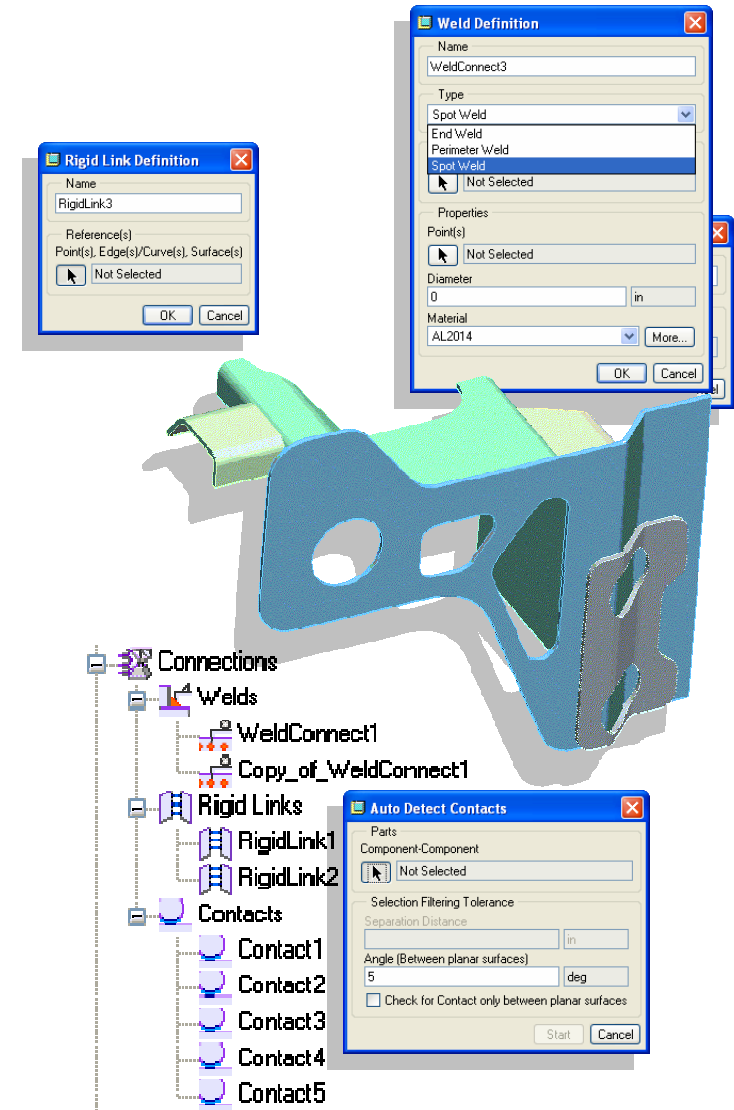 Weld Definition
Name
WeldConnect3
Type
Spot Weld
End Weld
Perimeter Weld
Spot Weld
Not Selected
Properties
Point(s)
Not Selected
Diameter
0 in
Material
AL2014 More...
OK Cancel
Rigid Link Definition
Name
RigidLink3
Reference(s)
Point(s), Edge(s)/Curve(s), Surface(s)
Not Selected
OK Cancel
Connections
Welds
WeldConnect1
Copy_of_WeldConnect1
Rigid Links
RigidLink1
RigidLink2
Contacts
Contact1
Contact2
Contact3
Contact4
Contact5
Auto Detect Contacts
Parts
Component-Component
Not Selected
Selection Filtering Tolerance
Separation Distance
in
Angle (Between planar surfaces)
5 deg
Check for Contact only between planar surfaces
Start Cancel